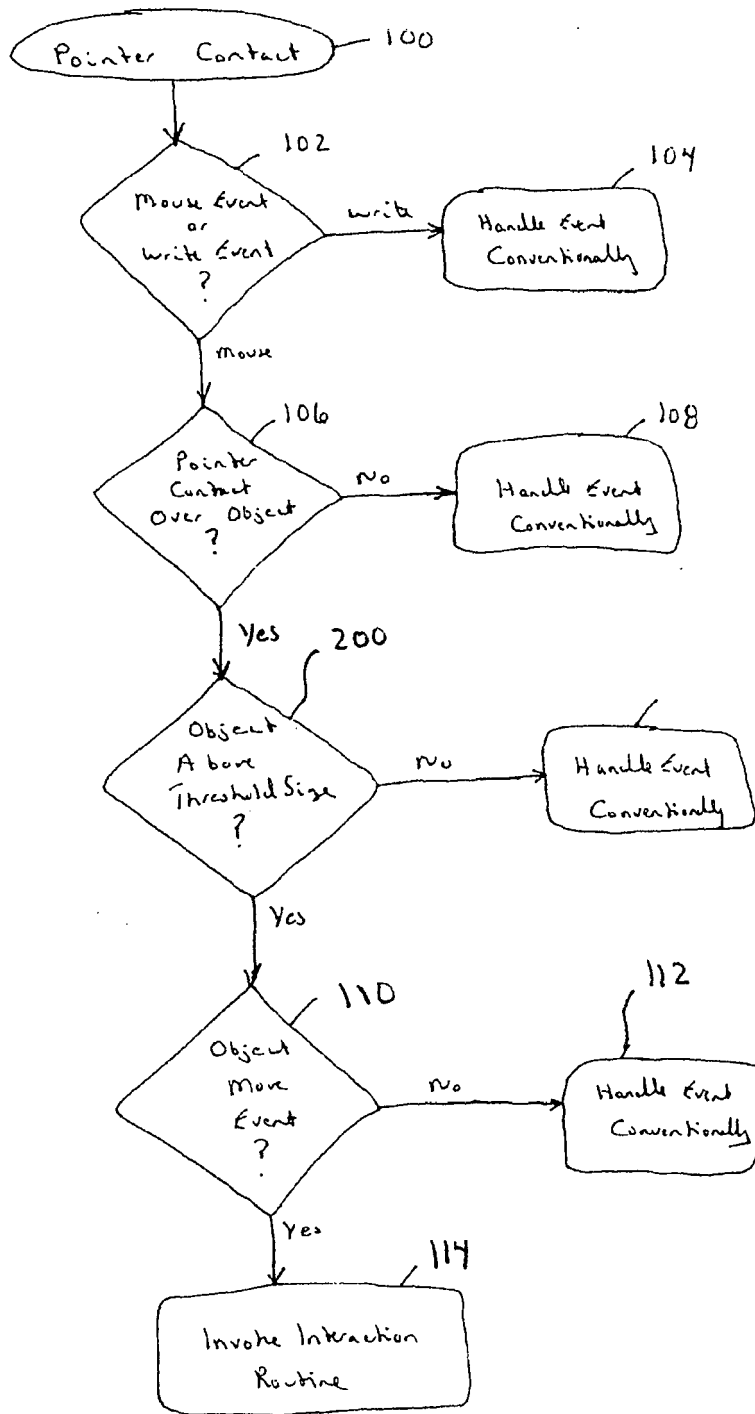 Pointer Contact
100
102
Mouse Event
or
Write Event
?
write
104
Handle Event
Conventionally
mouse
106
Pointer
Contact
Over Object
?
No
108
Handle Event
Conventionally
Yes
200
Object
Above
Threshold Size
?
No
Handle Event
Conventionally
Yes
110
Object
Move
Event
?
No
112
Handle Event
Conventionally
Yes
114
Invoke Interaction
Routine